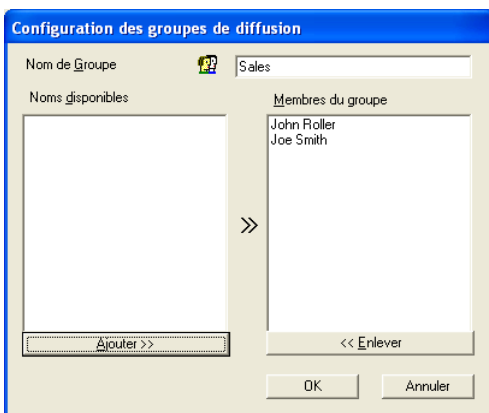 Configuration des groupes de diffusion
Nom de Groupe
Sales
Noms disponibles
Membres du groupe
John Roller
Joe Smith
Ajouter >>
<< Enlever
OK
Annuler